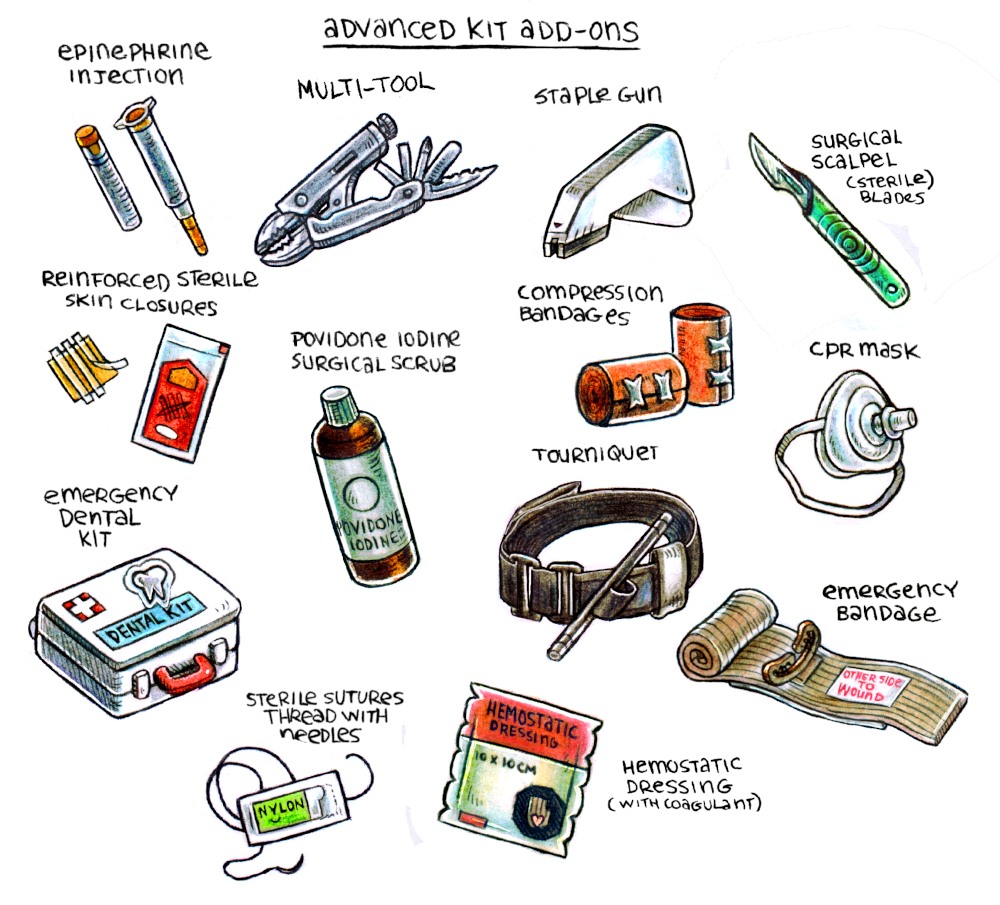 ADVANCED KIT ADD-ONS
EPINEPHRINE
INJECTION
MULTI-TOOL
STAPLE GUN
SURGICAL
SCALPEL
(STERILE)
BLADES
REINFORCED STERILE
SKIN CLOSURES
POVIDONE IODINE
SURGICAL SCRUB
POVIDONE
IODINE
COMPRESSION
BANDAGES
CPR MASK
TOURNIQUET
EMERGENCY
DENTAL
KIT
DENTAL KIT
EMERGENCY
BANDAGE
OTHER SIDE
TO
WOUND
STERILE SUTURES
THREAD WITH
NEEDLES
NYLON
HEMOSTATIC
DRESSING
10 X 10 CM
HEMOSTATIC
DRESSING
(WITH COAGULANT)